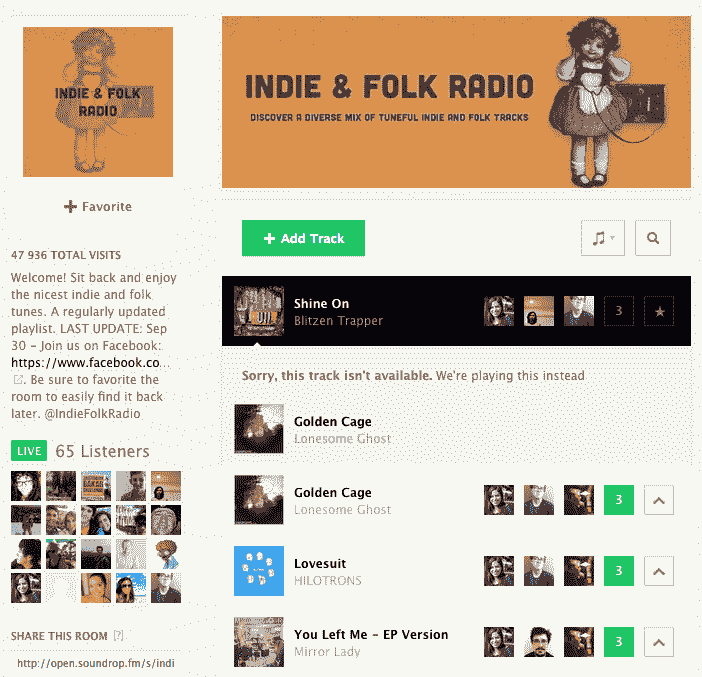 INDIE & FOLK
RADIO
+ Favorite
47 936 TOTAL VISITS
Welcome! Sit back and enjoy
the nicest indie and folk
tunes. A regularly updated
playlist. LAST UPDATE: Sep
30 - Join us on Facebook:
https://www.facebook.co...
. Be sure to favorite the
room to easily find it back
later. @IndieFolkRadio
LIVE 65 Listeners
SHARE THIS ROOM [?]
http://open.soundrop.fm/s/indi
INDIE & FOLK RADIO
DISCOVER A DIVERSE MIX OF TUNEFUL INDIE AND FOLK TRACKS
+ Add Track
Shine On
Blitzen Trapper
3
Sorry, this track isn't available. We're playing this instead
Golden Cage
Lonesome Ghost
Golden Cage
Lonesome Ghost
3
Lovesuit
HILOTRONS
3
You Left Me - EP Version
Mirror Lady
3